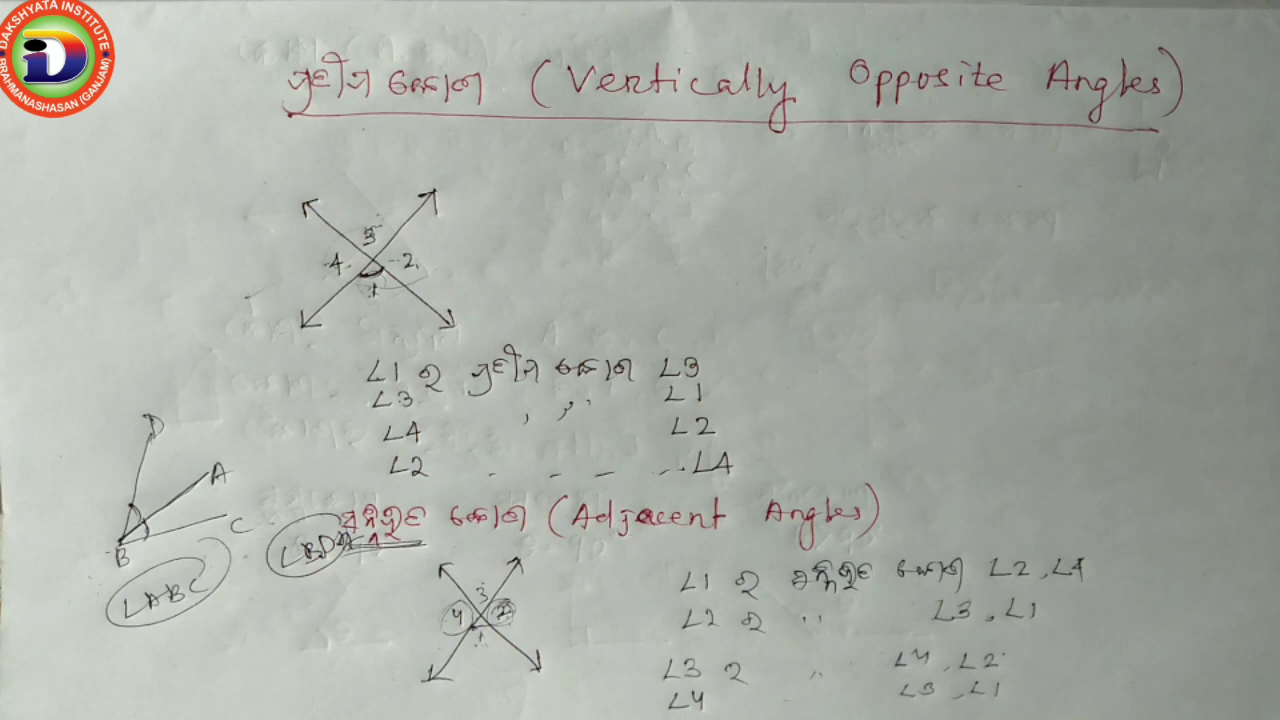 DAKSHYATA INSTITUTE
BRAHMANASHASAN (GANJAM)
D
ପ୍ରତୀପ କୋଣ (Vertically Opposite Angles)
3
4 2
1
∠1 ର ପ୍ରତୀପ କୋଣ ∠3
∠3 , , , ∠1
∠4 ∠2
∠2 - - - - ∠4
D
A
C
B
∠ABC
ସନ୍ନିହିତ କୋଣ (Adjacent Angles)
3
4 2
1
∠1 ର ସନ୍ନିହିତ କୋଣ ∠2, ∠4
∠2 ର " ∠3, ∠1
∠3 ର " ∠4, ∠2
∠4 ∠3, ∠1